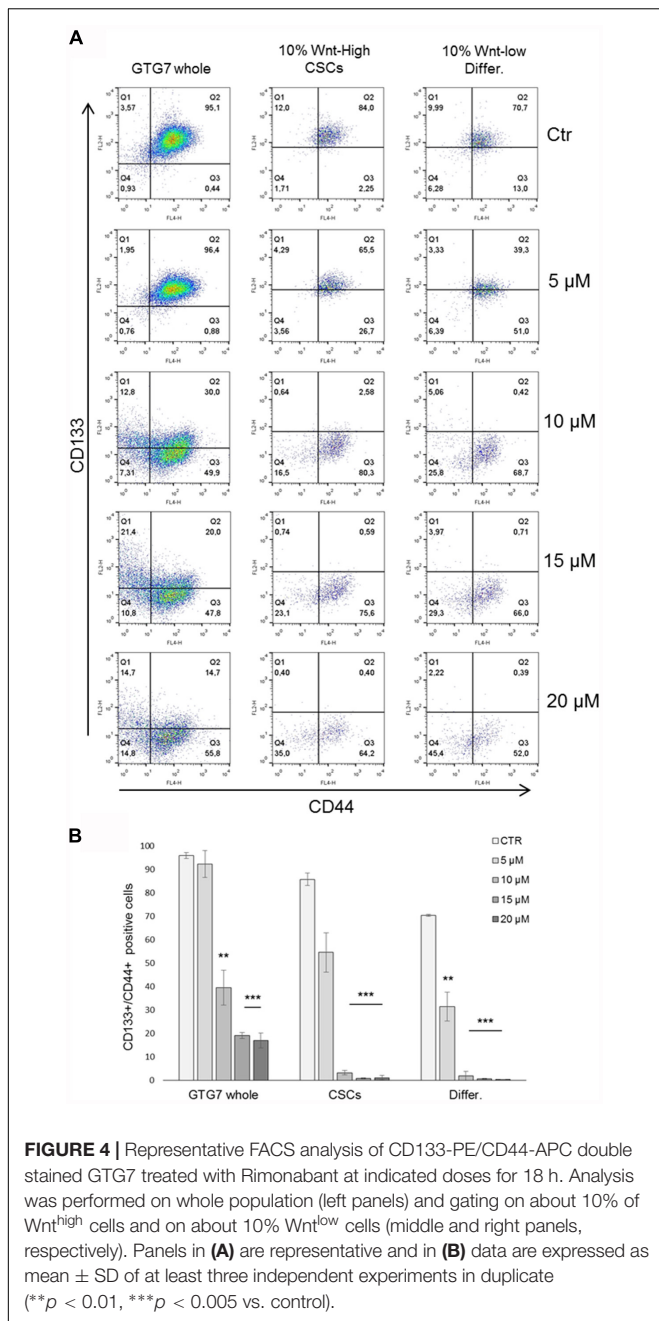 A
GTG7 whole
10% Wnt-High
CSCs
10% Wnt-low
Differ.
Q1
3,57
Q2
95,1
Q4
0,93
Q3
0,44
Q1
12,0
Q2
84,0
Q4
1,71
Q3
2,25
Q1
9,99
Q2
70,7
Q4
6,28
Q3
13,0
Ctr
Q1
1,95
Q2
96,4
Q4
0,76
Q3
0,88
Q1
4,29
Q2
65,5
Q4
3,56
Q3
26,7
Q1
3,33
Q2
39,3
Q4
6,39
Q3
51,0
5 µM
Q1
12,8
Q2
30,0
Q4
7,31
Q3
49,9
Q1
0,64
Q2
2,58
Q4
16,5
Q3
80,3
Q1
5,06
Q2
0,42
Q4
25,8
Q3
68,7
10 µM
Q1
21,4
Q2
20,0
Q4
10,8
Q3
47,8
Q1
0,74
Q2
0,59
Q4
23,1
Q3
75,6
Q1
3,97
Q2
0,71
Q4
29,3
Q3
66,0
15 µM
Q1
14,7
Q2
14,7
Q4
14,8
Q3
55,8
Q1
0,40
Q2
0,40
Q4
35,0
Q3
64,2
Q1
2,22
Q2
0,39
Q4
45,4
Q3
52,0
20 µM
FL2-H
FL4-H
CD133
CD44
B
CD133+/CD44+ positive cells
100
90
80
70
60
50
40
30
20
10
0
**
***
***
**
***
CTR
5 µM
10 µM
15 µM
20 µM
GTG7 whole
CSCs
Differ.
FIGURE 4 | Representative FACS analysis of CD133-PE/CD44-APC double
stained GTG7 treated with Rimonabant at indicated doses for 18 h. Analysis
was performed on whole population (left panels) and gating on about 10% of
Wnt^high cells and on about 10% Wnt^low cells (middle and right panels,
respectively). Panels in (A) are representative and in (B) data are expressed as
mean ± SD of at least three independent experiments in duplicate
(**p < 0.01, ***p < 0.005 vs. control).